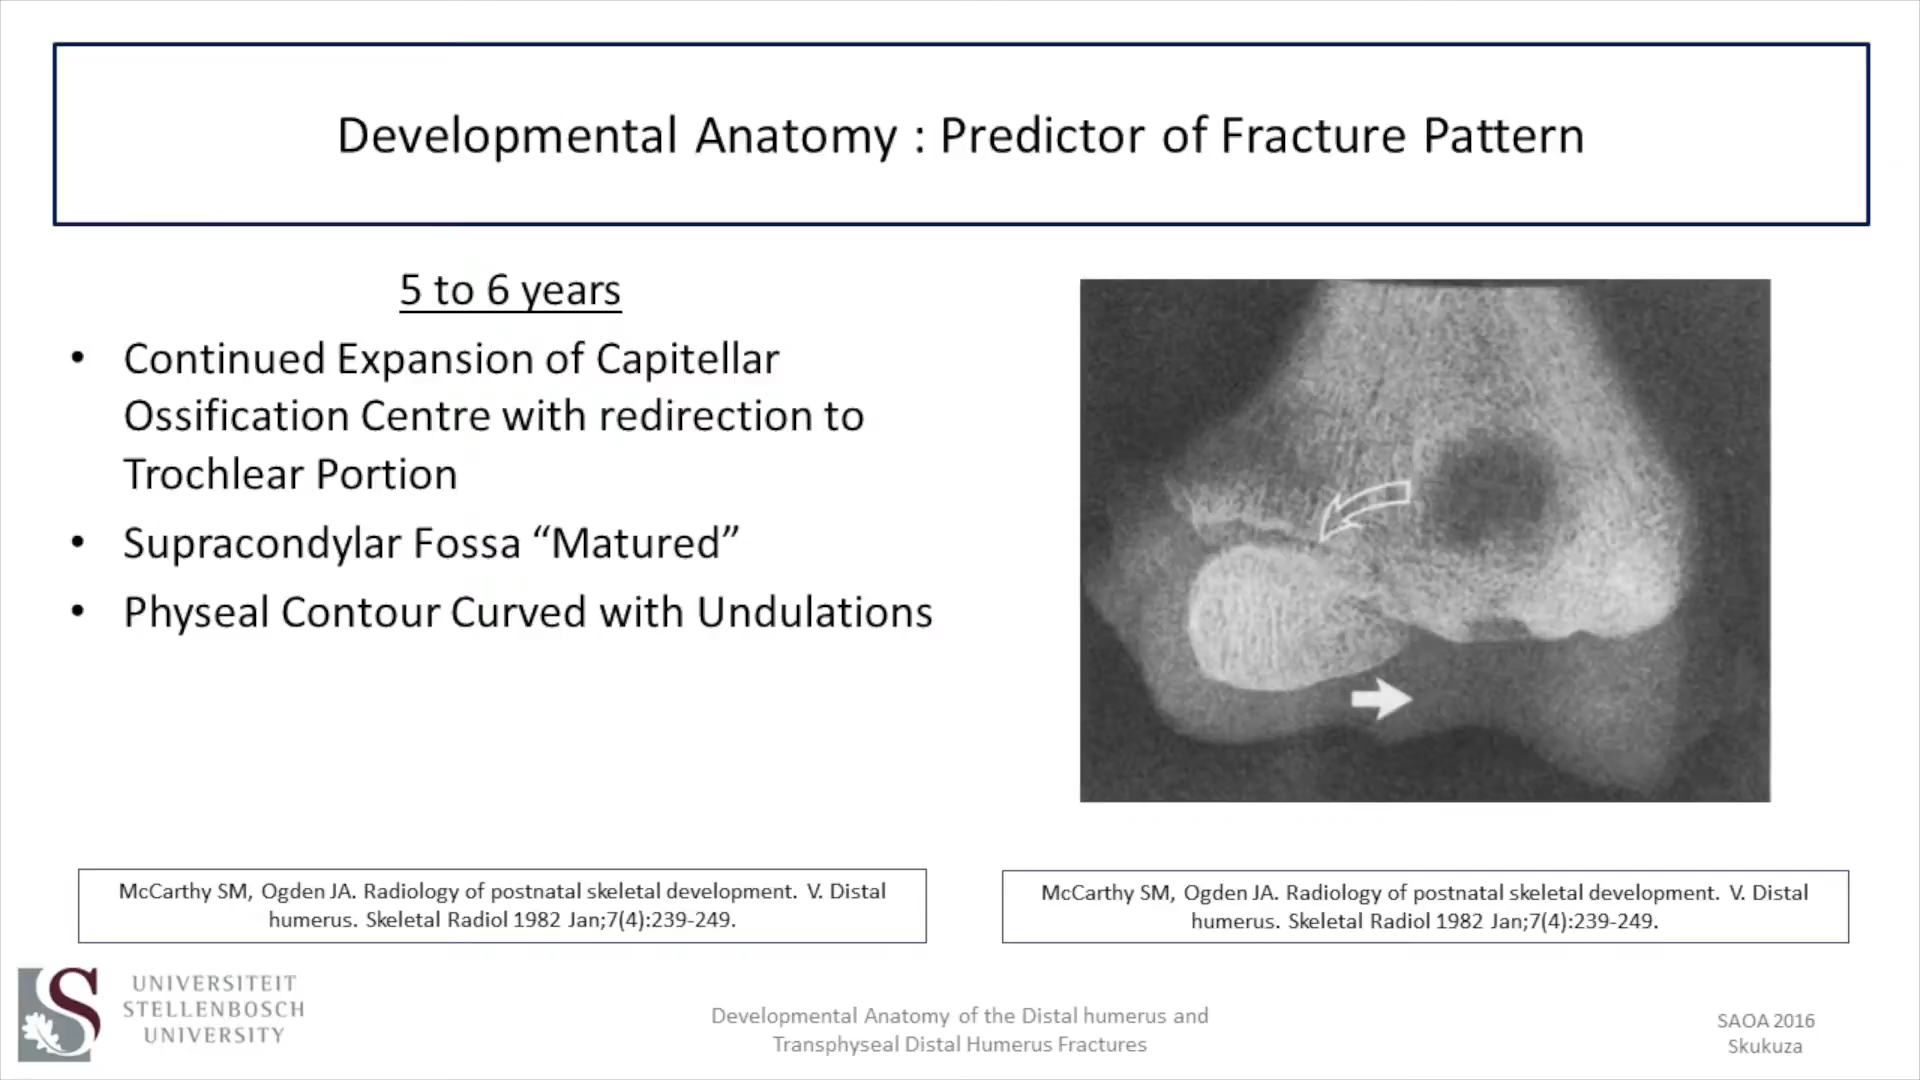 Developmental Anatomy : Predictor of Fracture Pattern
5 to 6 years
• Continued Expansion of Capitellar
Ossification Centre with redirection to
Trochlear Portion
• Supracondylar Fossa “Matured”
• Physeal Contour Curved with Undulations
McCarthy SM, Ogden JA. Radiology of postnatal skeletal development. V. Distal
humerus. Skeletal Radiol 1982 Jan;7(4):239-249.
McCarthy SM, Ogden JA. Radiology of postnatal skeletal development. V. Distal
humerus. Skeletal Radiol 1982 Jan;7(4):239-249.
S
UNIVERSITEIT
STELLENBOSCH
UNIVERSITY
Developmental Anatomy of the Distal humerus and
Transphyseal Distal Humerus Fractures
SAOA 2016
Skukuza